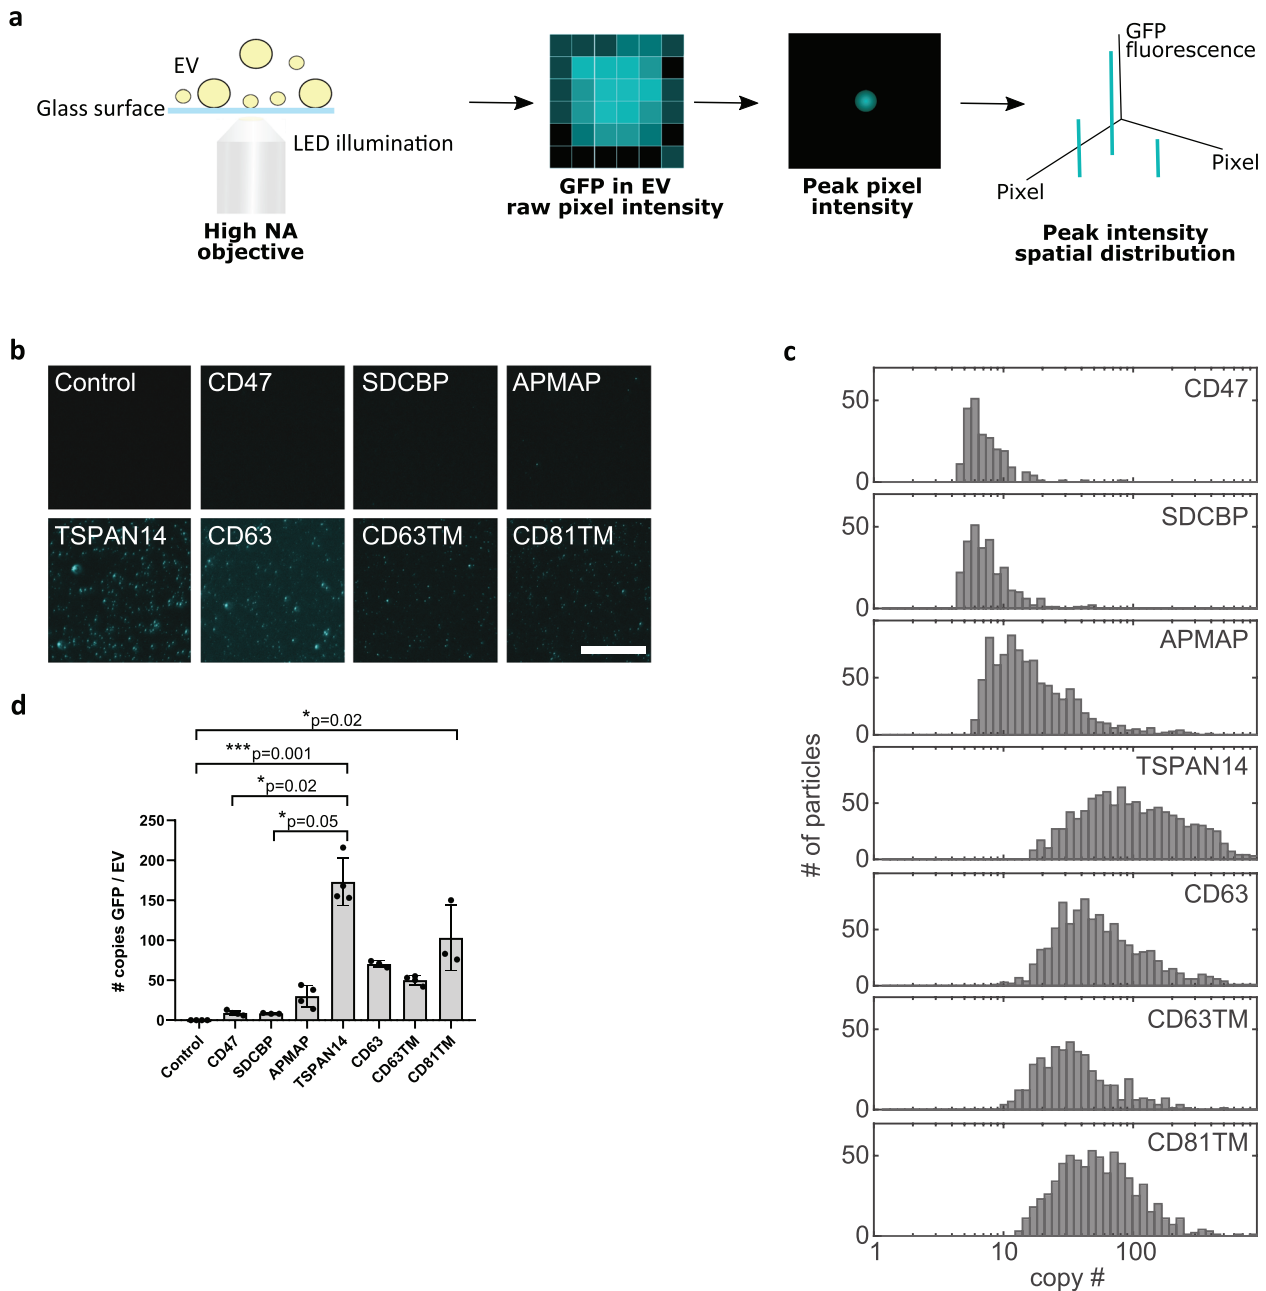 a
EV
Glass surface
LED illumination
High NA
objective
GFP in EV
raw pixel intensity
Peak pixel
intensity
GFP
fluorescence
Pixel
Pixel
Peak intensity
spatial distribution
b
Control
CD47
SDCBP
APMAP
TSPAN14
CD63
CD63TM
CD81TM
c
# of particles
50
0
CD47
50
0
SDCBP
50
0
APMAP
50
0
TSPAN14
50
0
CD63
50
0
CD63TM
50
0
CD81TM
1
10
100
copy #
d
*p=0.02
***p=0.001
*p=0.02
*p=0.05
# copies GFP / EV
250
200
150
100
50
0
Control
CD47
SDCBP
APMAP
TSPAN14
CD63
CD63TM
CD81TM